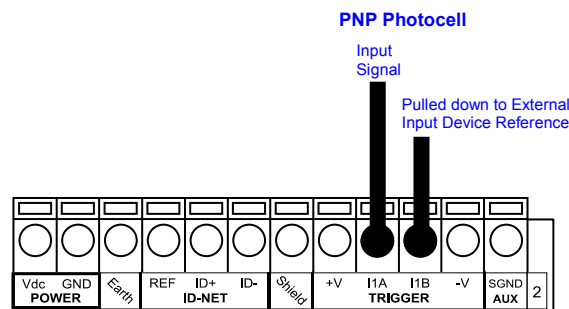 PNP Photocell
Input
Signal
Pulled down to External
Input Device Reference
Vdc GND Earth REF ID+ ID- Shield +V I1A I1B -V SGND 2
POWER ID-NET TRIGGER AUX